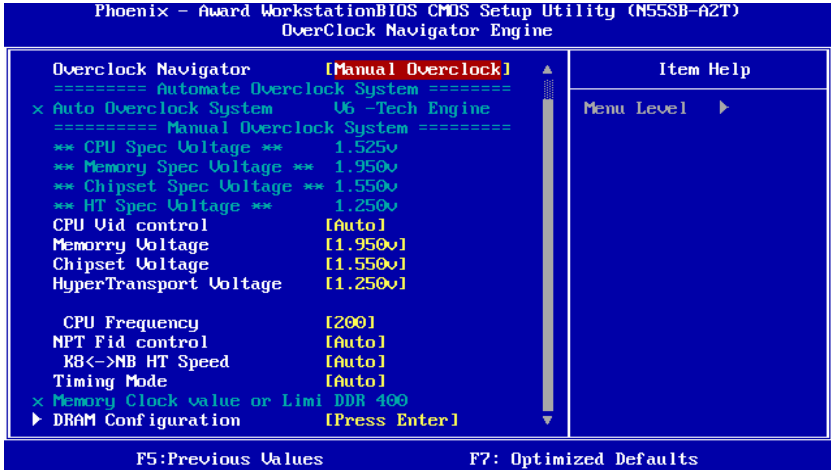 Phoenix - Award WorkstationBIOS CMOS Setup Utility (N55SB-A2T)
OverClock Navigator Engine
Overclock Navigator [Manual Overclock]
========= Automate Overclock System ========
x Auto Overclock System V6 -Tech Engine
========== Manual Overclock System =========
** CPU Spec Voltage ** 1.525v
** Memory Spec Voltage ** 1.950v
** Chipset Spec Voltage ** 1.550v
** HT Spec Voltage ** 1.250v
CPU Vid control [Auto]
Memorry Voltage [1.950v]
Chipset Voltage [1.550v]
HyperTransport Voltage [1.250v]
CPU Frequency [200]
NPT Fid control [Auto]
K8<->NB HT Speed [Auto]
Timing Mode [Auto]
x Memory Clock value or Limi DDR 400
DRAM Configuration [Press Enter]
Item Help
Menu Level
F5:Previous Values F7: Optimized Defaults